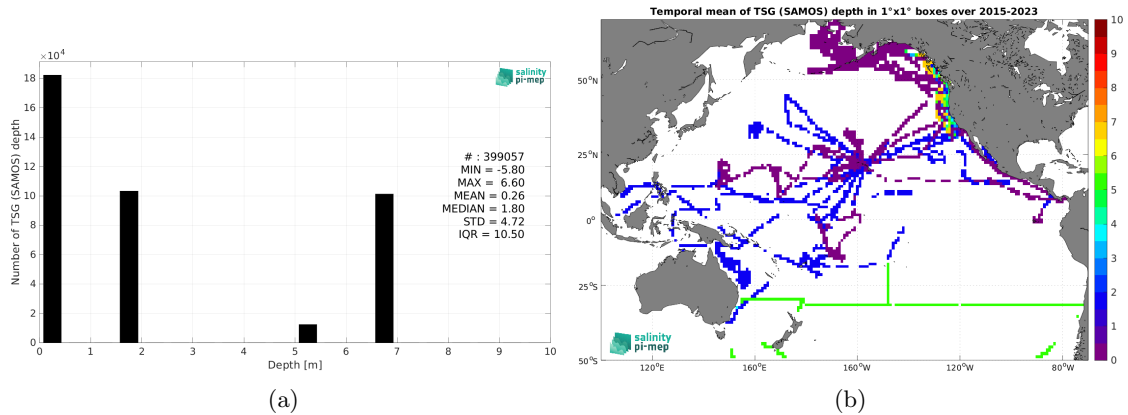 ×10⁴
18
16
14
12
10
8
6
4
2
0
Number of TSG (SAMOS) depth
salinity
pi-mep
# : 399057
MIN = -5.80
MAX = 6.60
MEAN = 0.26
MEDIAN = 1.80
STD = 4.72
IQR = 10.50
0 1 2 3 4 5 6 7 8 9 10
Depth [m]
(a)
Temporal mean of TSG (SAMOS) depth in 1°x1° boxes over 2015-2023
50°N
25°N
0°
25°S
50°S
salinity
pi-mep
120°E 160°E 160°W 120°W 80°W
10
9
8
7
6
5
4
3
2
1
0
(b)